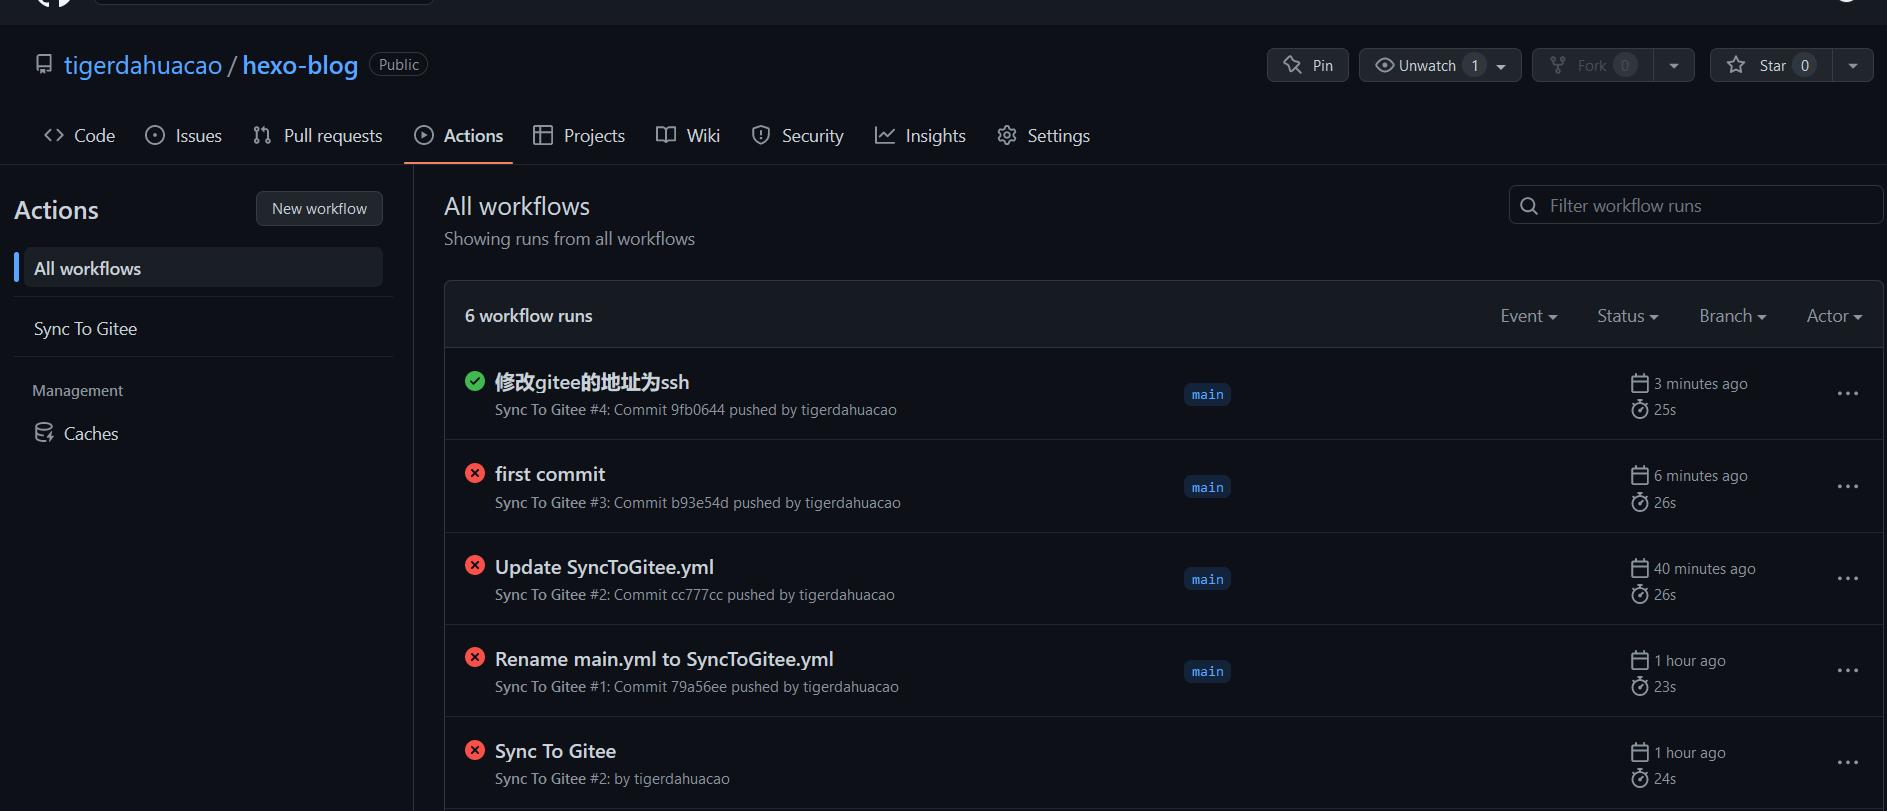 tigerdahuacao / hexo-blog Public
Pin
Unwatch 1
Fork 0
Star 0
Code
Issues
Pull requests
Actions
Projects
Wiki
Security
Insights
Settings
Actions
New workflow
All workflows
Sync To Gitee
Management
Caches
All workflows
Showing runs from all workflows
Filter workflow runs
6 workflow runs
Event
Status
Branch
Actor
修改gitee的地址为ssh
Sync To Gitee #4: Commit 9fb0644 pushed by tigerdahuacao
main
3 minutes ago
25s
first commit
Sync To Gitee #3: Commit b93e54d pushed by tigerdahuacao
main
6 minutes ago
26s
Update SyncToGitee.yml
Sync To Gitee #2: Commit cc777cc pushed by tigerdahuacao
main
40 minutes ago
26s
Rename main.yml to SyncToGitee.yml
Sync To Gitee #1: Commit 79a56ee pushed by tigerdahuacao
main
1 hour ago
23s
Sync To Gitee
Sync To Gitee #2: by tigerdahuacao
1 hour ago
24s